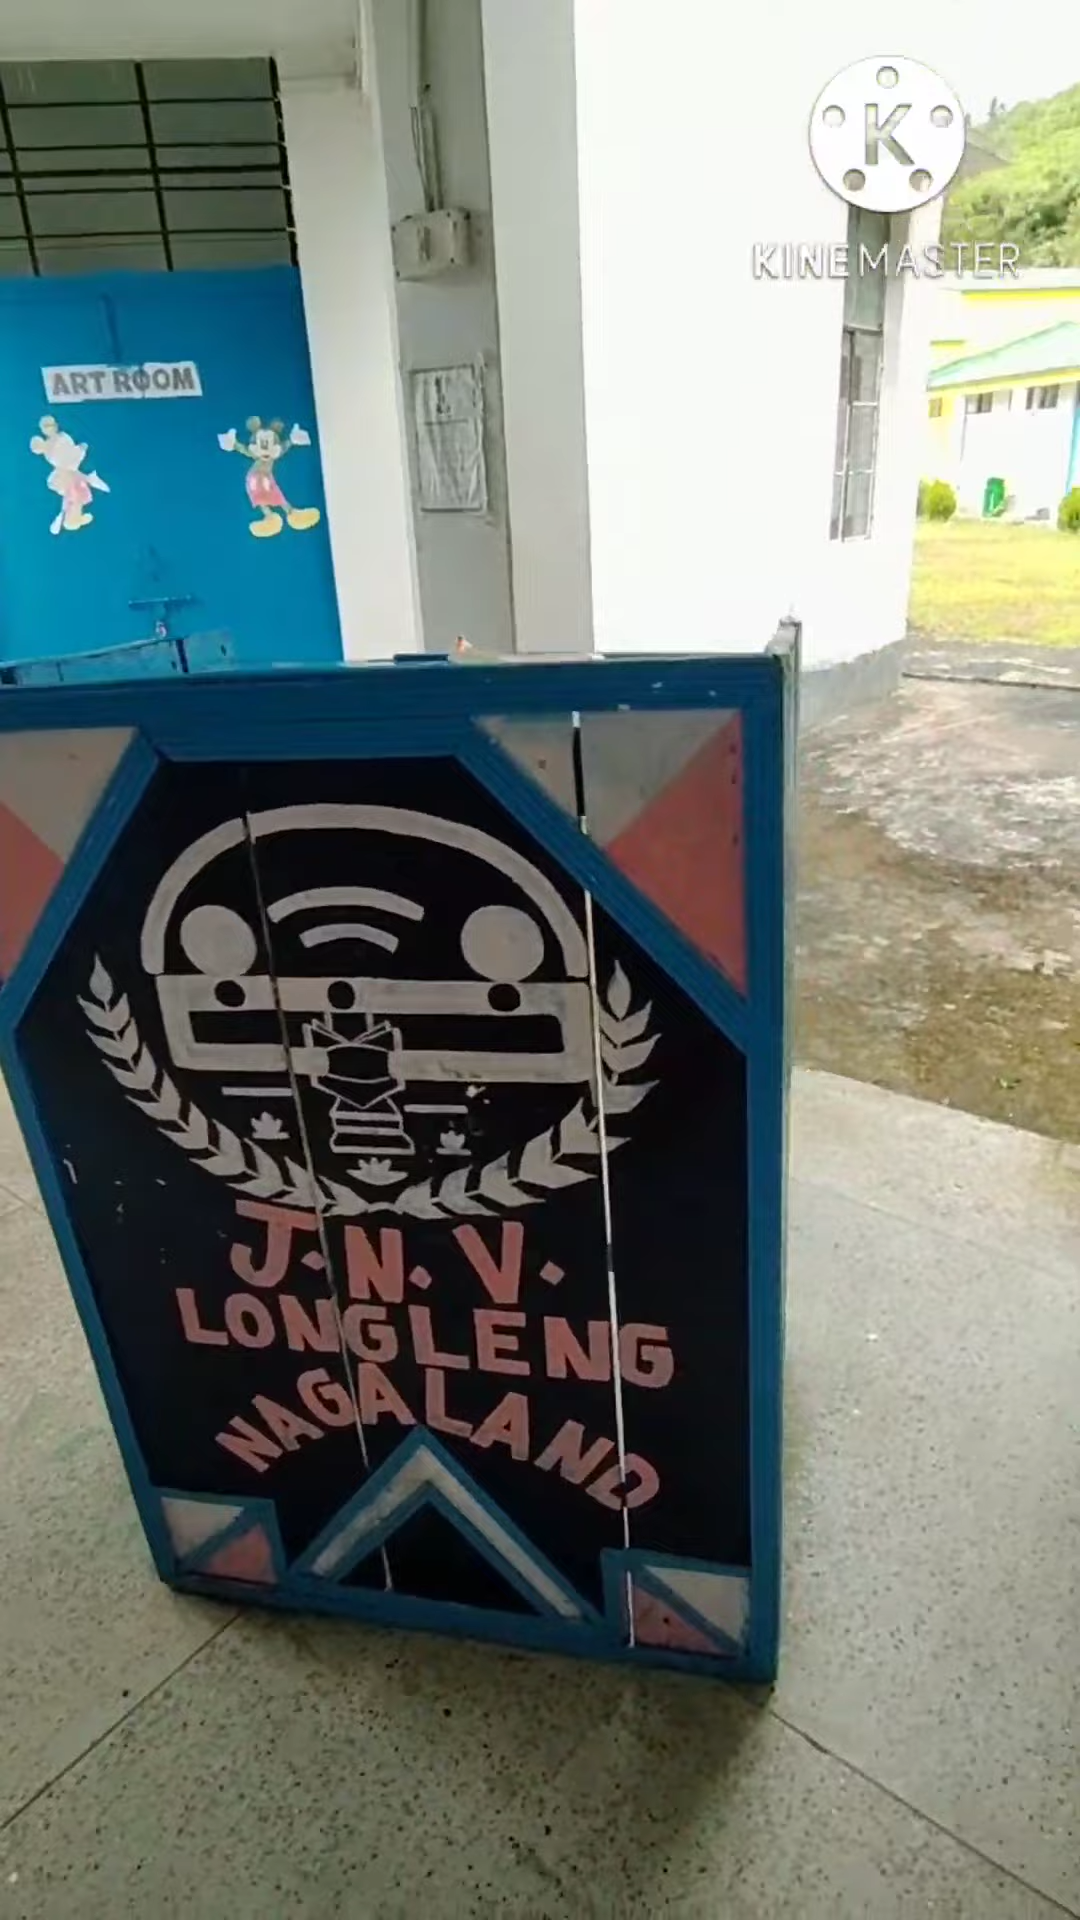 K
KINEMASTER
ART ROOM
J.N.V.
LONGLENG
NAGALAND